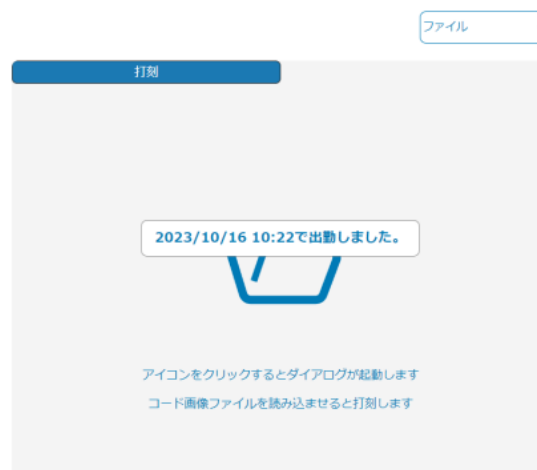 ファイル
打刻
2023/10/16 10:22で出勤しました。
アイコンをクリックするとダイアログが起動します
コード画像ファイルを読み込ませると打刻します